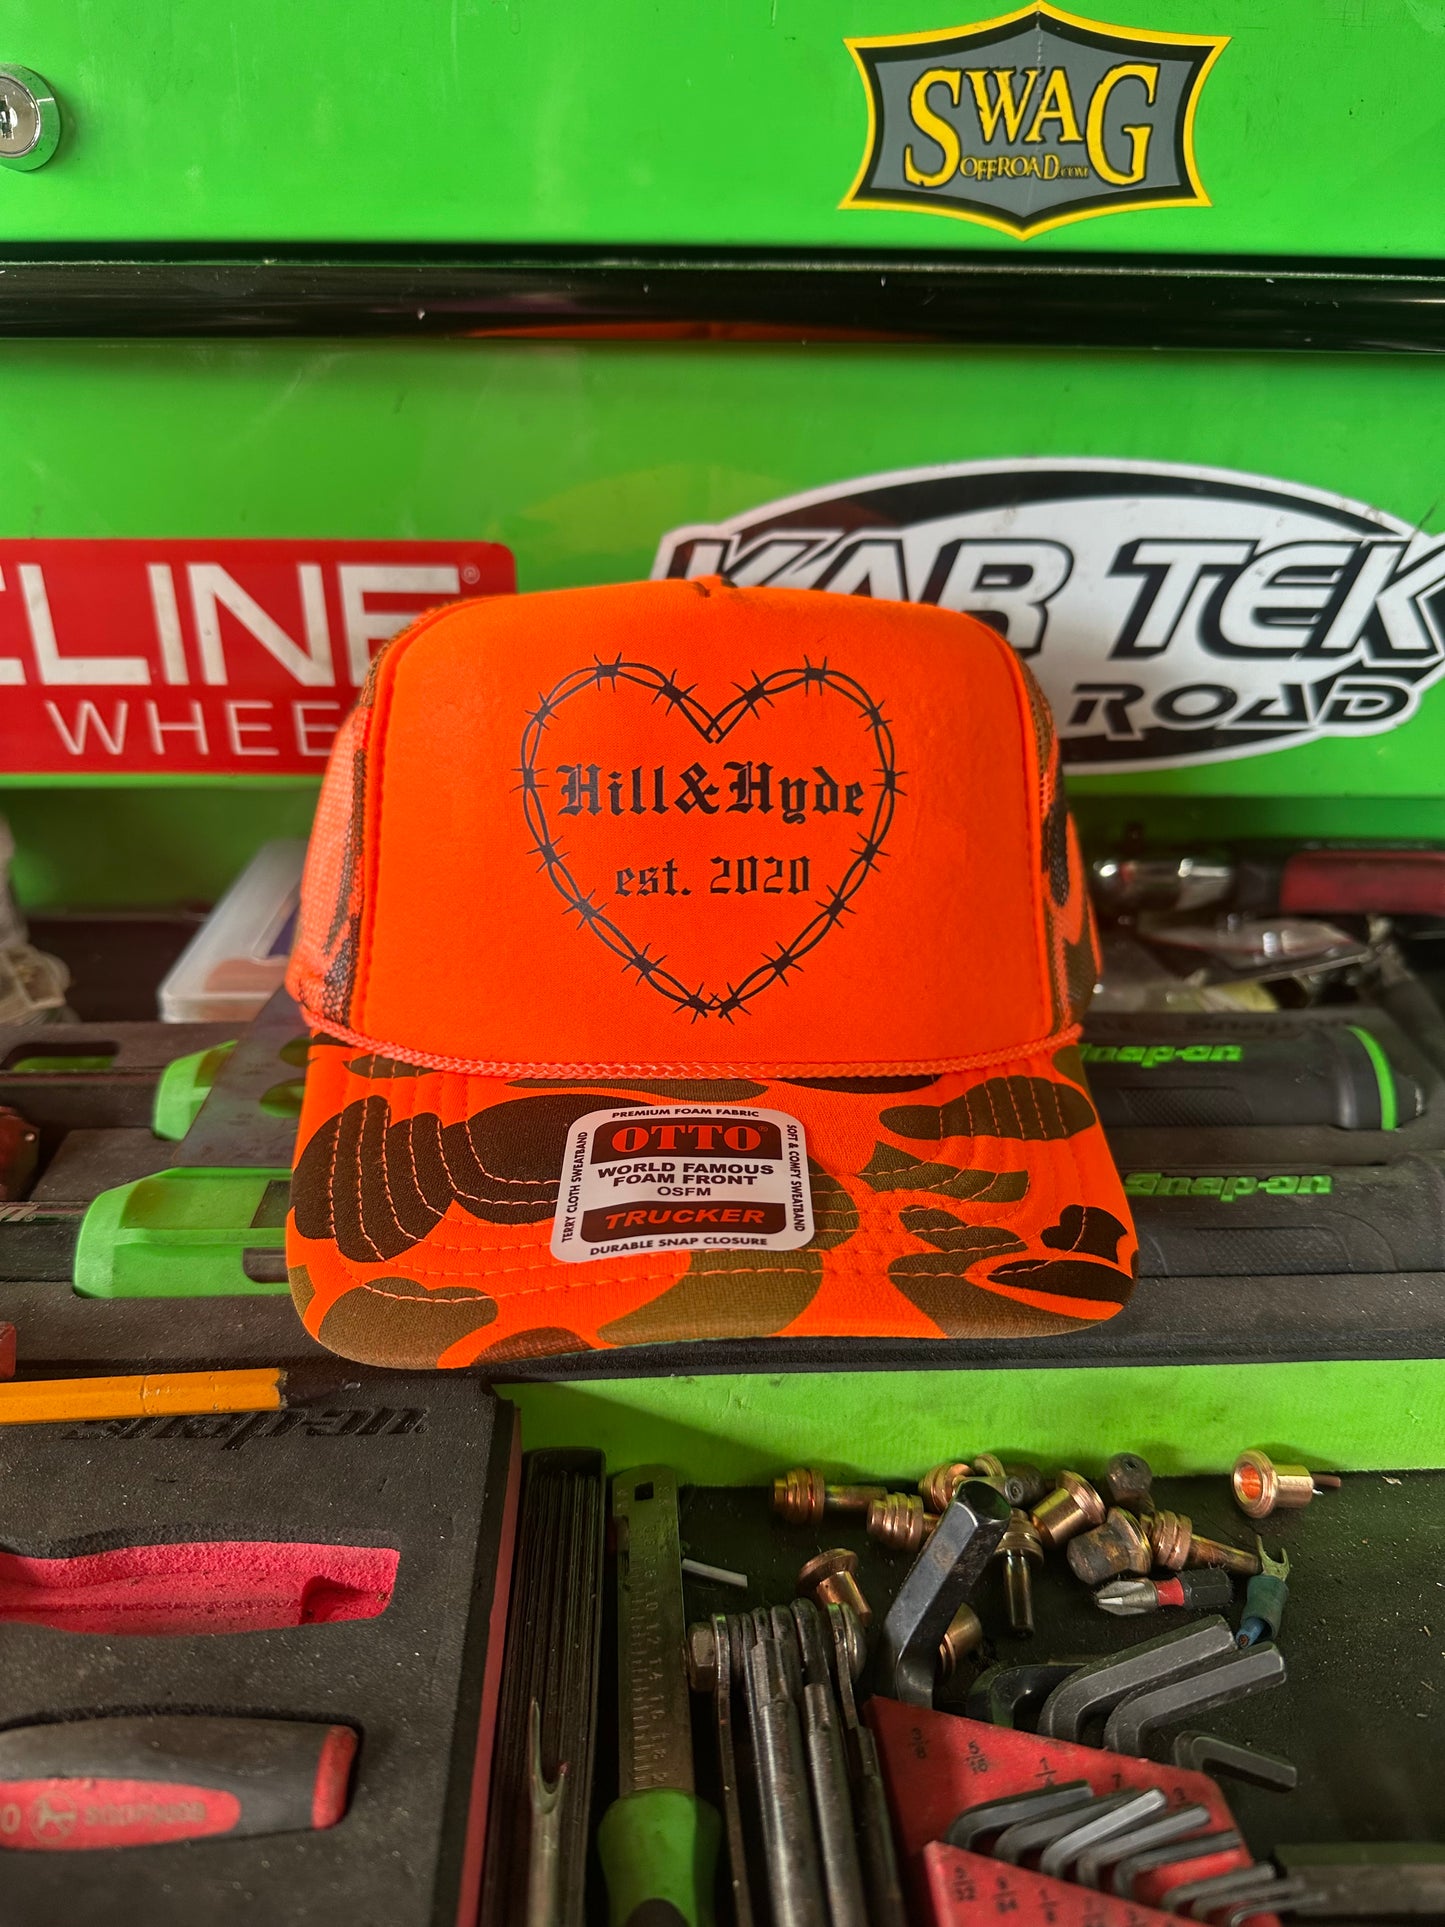 SWAG
OFFROAD.COM
ELINE®
WHEE
KAR TEK
ROAD
Hill&Hyde
est. 2020
PREMIUM FOAM FABRIC
OTTO®
WORLD FAMOUS
FOAM FRONT
OSFM
TRUCKER
DURABLE SNAP CLOSURE
TERRY CLOTH SWEATBAND
SOFT & COMFY SWEATBAND
Snap-on
Snap-on
Snap-on